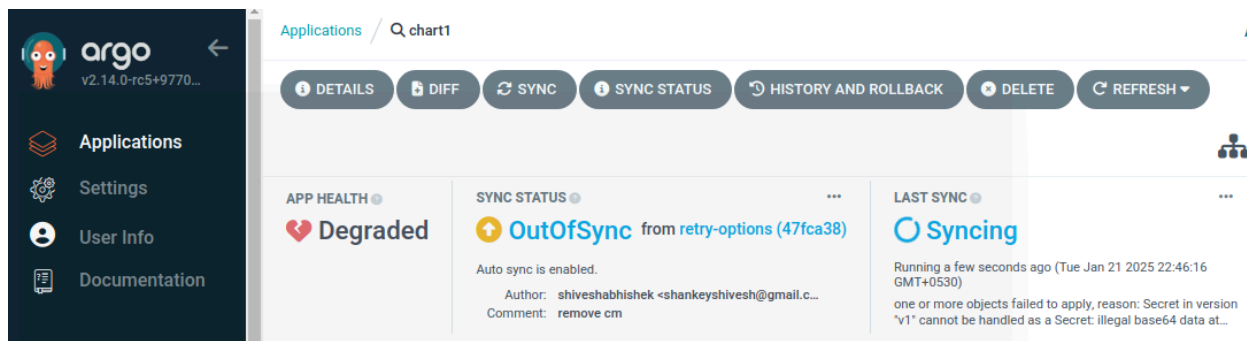 argo
v2.14.0-rc5+9770...
Applications
Settings
User Info
Documentation
Applications / chart1
DETAILS DIFF SYNC SYNC STATUS HISTORY AND ROLLBACK DELETE REFRESH
APP HEALTH
Degraded
SYNC STATUS
OutOfSync from retry-options (47fca38)
Auto sync is enabled.
Author: shiveshabhishek <shankeyshivesh@gmail.c...
Comment: remove cm
LAST SYNC
Syncing
Running a few seconds ago (Tue Jan 21 2025 22:46:16
GMT+0530)
one or more objects failed to apply, reason: Secret in version
"v1" cannot be handled as a Secret: illegal base64 data at...